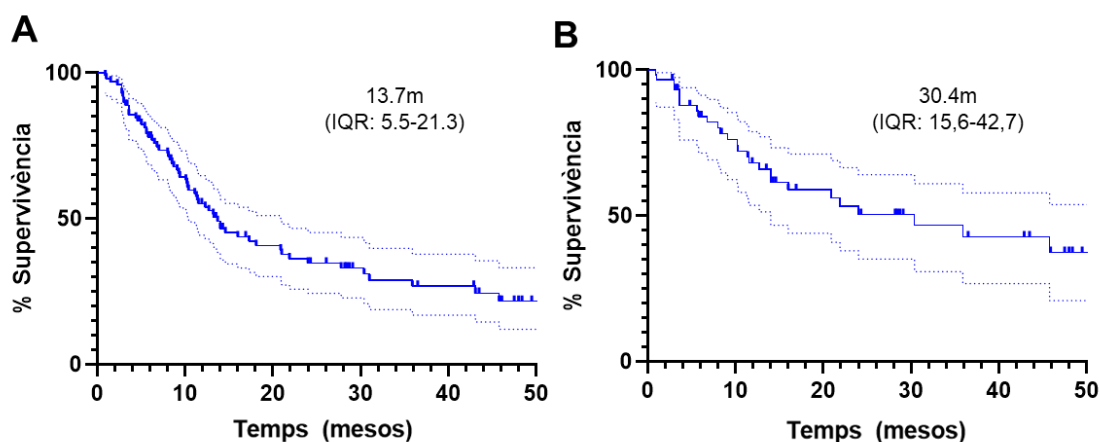 A
% Supervivència
100
50
0
13.7m
(IQR: 5.5-21.3)
0 10 20 30 40 50
Temps (mesos)
B
% Supervivència
100
50
0
30.4m
(IQR: 15,6-42,7)
0 10 20 30 40 50
Temps (mesos)